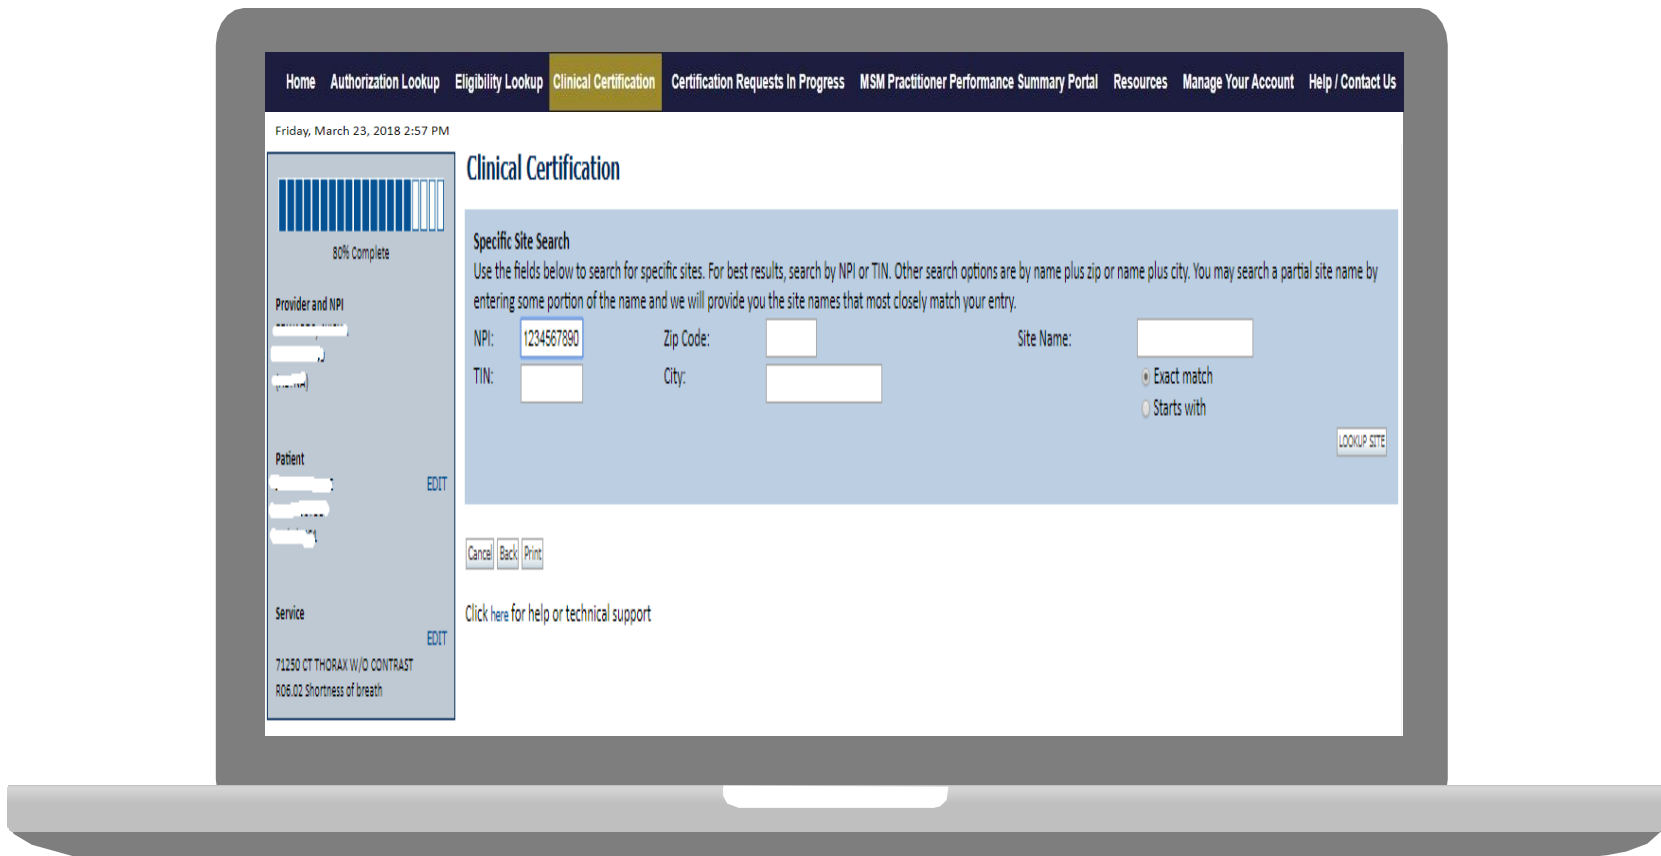 Home Authorization Lookup Eligibility Lookup Clinical Certification Certification Requests In Progress MSM Practitioner Performance Summary Portal Resources Manage Your Account Help / Contact Us
Friday, March 23, 2018 2:57 PM
80% Complete
Provider and NPI
Patient
EDIT
Service
EDIT
71250 CT THORAX W/O CONTRAST
R06.02 Shortness of breath
Clinical Certification
Specific Site Search
Use the fields below to search for specific sites. For best results, search by NPI or TIN. Other search options are by name plus zip or name plus city. You may search a partial site name by
entering some portion of the name and we will provide you the site names that most closely match your entry.
NPI: 1234567890 Zip Code: Site Name:
TIN: City: Exact match
Starts with
LOOKUP SITE
Cancel Back Print
Click here for help or technical support